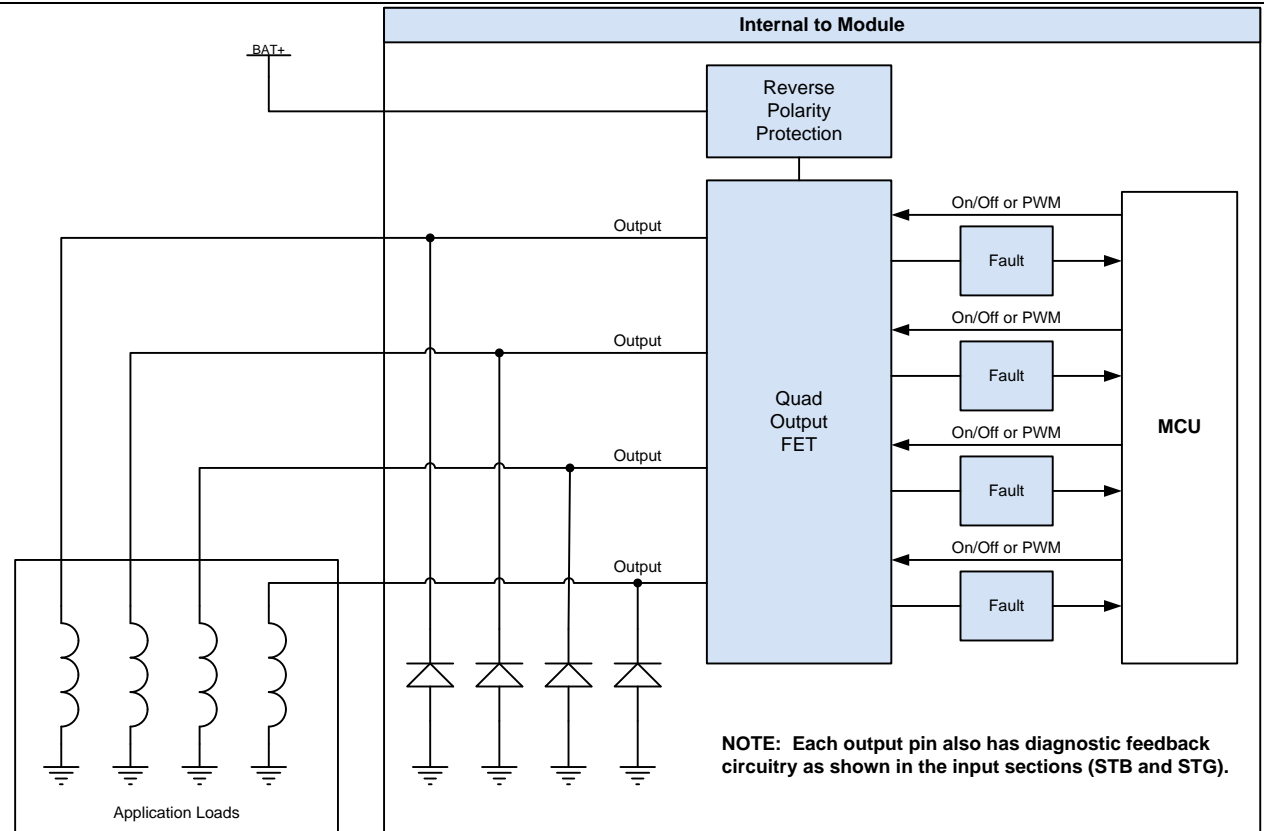 Internal to Module
BAT+
Reverse
Polarity
Protection
On/Off or PWM
Output
Fault
On/Off or PWM
Output
Fault
Quad
Output
FET
MCU
On/Off or PWM
Output
Fault
On/Off or PWM
Output
Fault
NOTE: Each output pin also has diagnostic feedback
circuitry as shown in the input sections (STB and STG).
Application Loads